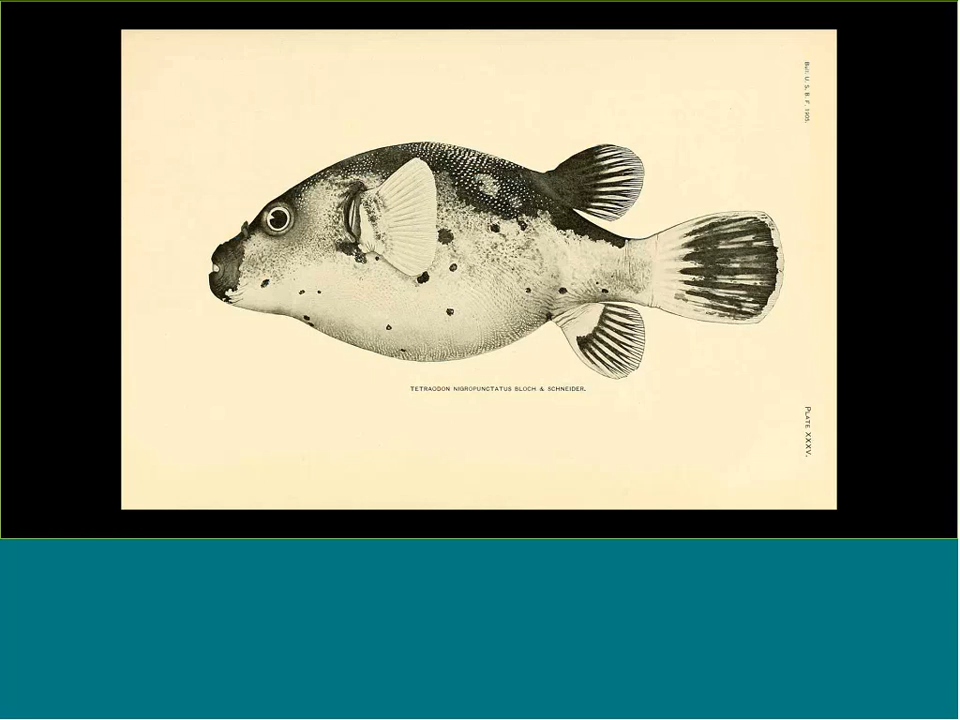 Bull. U. S. B. F. 1905.
TETRAODON NIGROPUNCTATUS BLOCH & SCHNEIDER.
PLATE XXXV.